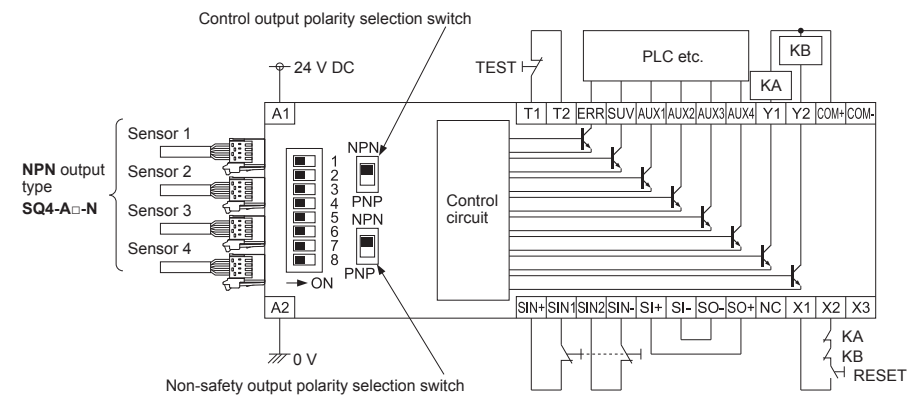 Control output polarity selection switch
24 V DC
TEST
PLC etc.
KB
KA
A1
T1 T2 ERR SUV AUX1 AUX2 AUX3 AUX4 Y1 Y2 COM+ COM-
NPN output
type
SQ4-A□-N
Sensor 1
Sensor 2
Sensor 3
Sensor 4
1
2
3
4
5
6
7
8
ON
NPN
PNP
NPN
PNP
Control
circuit
A2
SIN+ SIN1 SIN2 SIN- SI+ SI- SO- SO+ NC X1 X2 X3
0 V
KA
KB
RESET
Non-safety output polarity selection switch